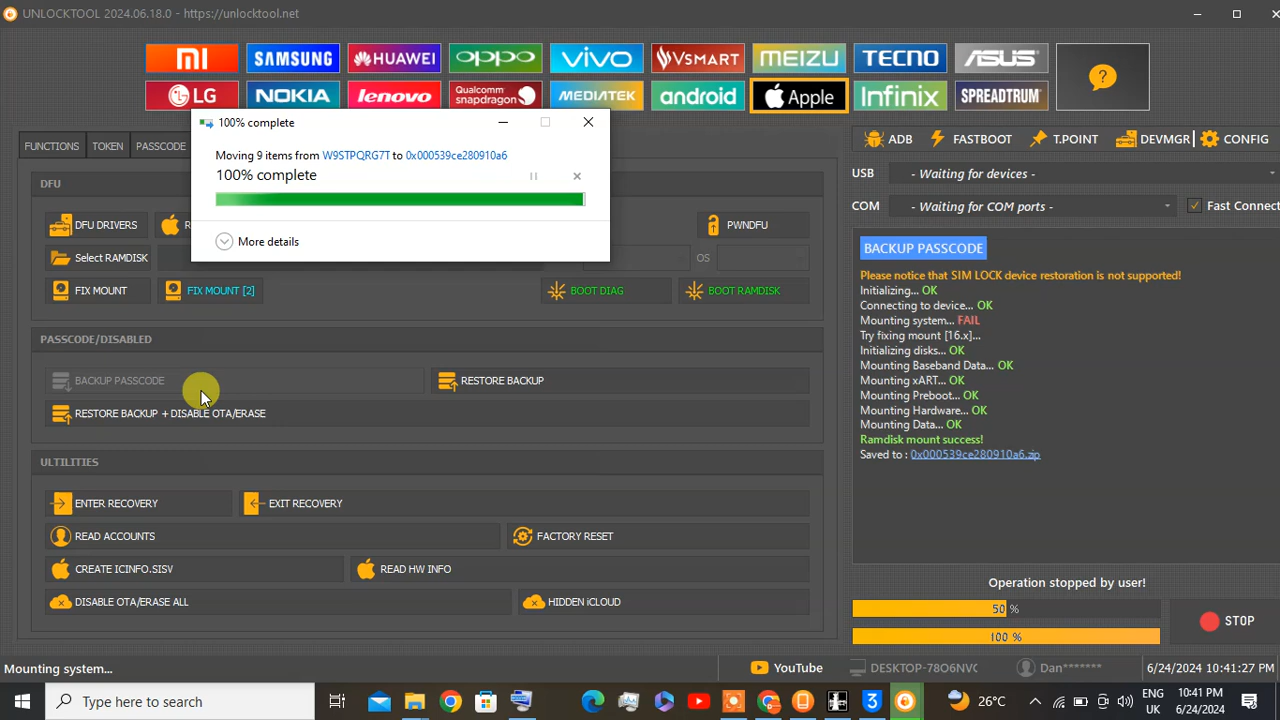 UNLOCKTOOL 2024.06.18.0 - https://unlocktool.net
mi SAMSUNG HUAWEI oppo vivo VSMART MEIZU TECNO ASUS
LG NOKIA lenovo Qualcomm snapdragon MEDIATEK android Apple Infinix SPREADTRUM ?
100% complete
Moving 9 items from W9STPQRG7T to 0x000539ce280910a6
100% complete
More details
FUNCTIONS TOKEN PASSCODE
ADB FASTBOOT T.POINT DEVMGR CONFIG
DFU
USB - Waiting for devices -
COM - Waiting for COM ports - Fast Connect
DFU DRIVERS PWNDFU
Select RAMDISK OS
FIX MOUNT FIX MOUNT [2] BOOT DIAG BOOT RAMDISK
PASSCODE/DISABLED
BACKUP PASSCODE RESTORE BACKUP
RESTORE BACKUP + DISABLE OTA/ERASE
ULTILITIES
ENTER RECOVERY EXIT RECOVERY
READ ACCOUNTS FACTORY RESET
CREATE ICINFO.SISV READ HW INFO
DISABLE OTA/ERASE ALL HIDDEN iCLOUD
BACKUP PASSCODE
Please notice that SIM LOCK device restoration is not supported!
Initializing... OK
Connecting to device... OK
Mounting system... FAIL
Try fixing mount [16.x]...
Initializing disks... OK
Mounting Baseband Data... OK
Mounting xART... OK
Mounting Preboot... OK
Mounting Hardware... OK
Mounting Data... OK
Ramdisk mount success!
Saved to : 0x000539ce280910a6.zip
Operation stopped by user!
50 %
100 %
STOP
Mounting system... YouTube DESKTOP-78O6NVC Dan******* 6/24/2024 10:41:27 PM
Type here to search
26°C
ENG
UK
10:41 PM
6/24/2024